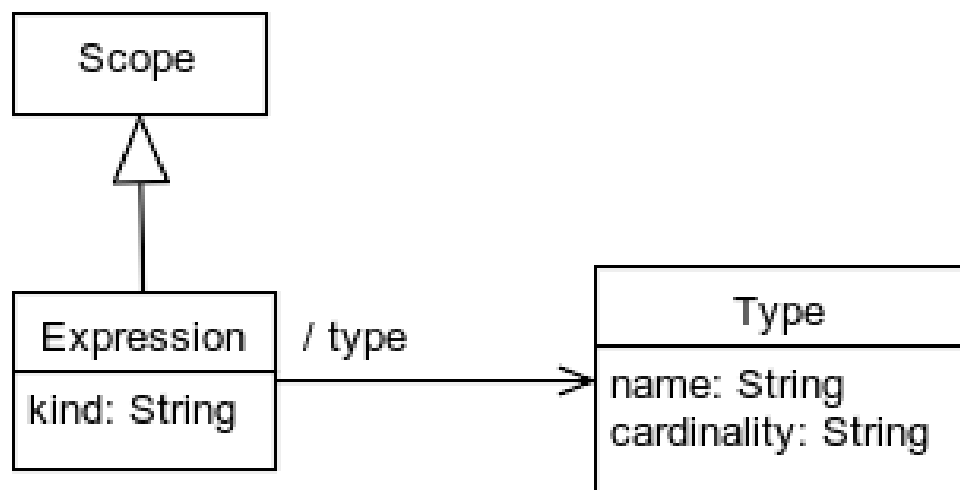 Scope
Expression
/ type
Type
kind: String
name: String
cardinality: String